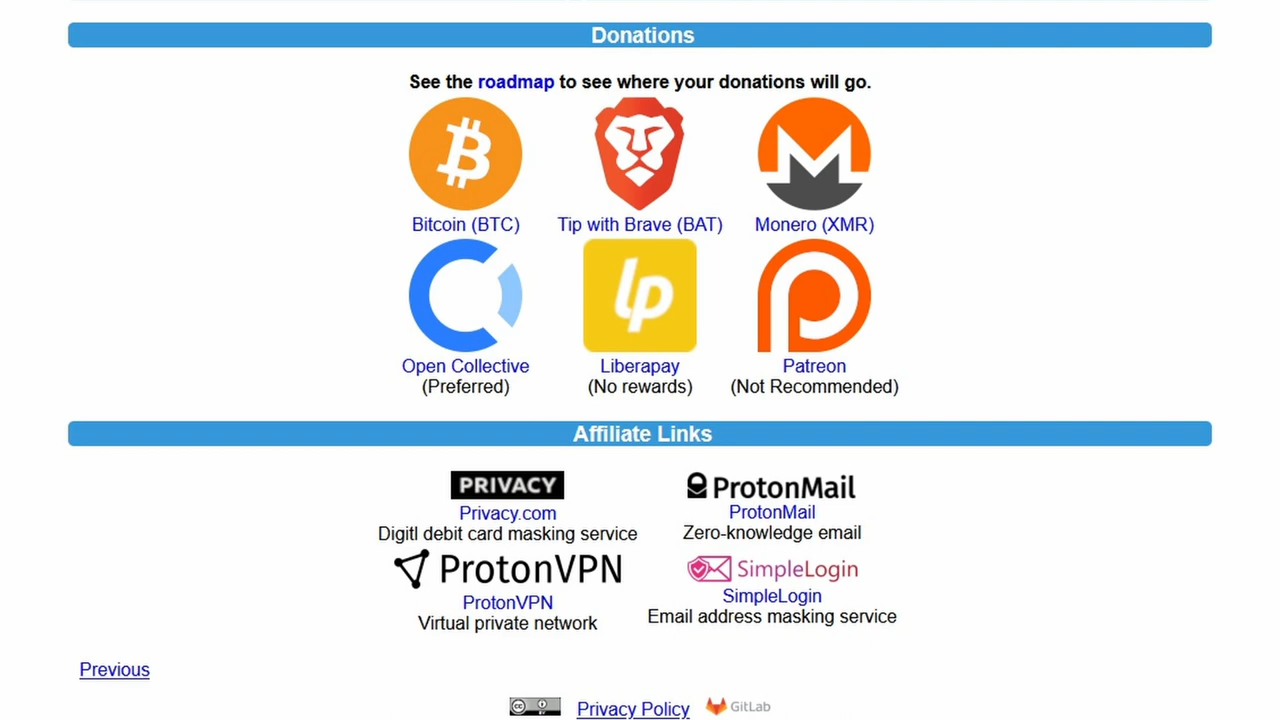 Donations
See the roadmap to see where your donations will go.
Bitcoin (BTC) Tip with Brave (BAT) Monero (XMR)
lp
Open Collective Liberapay Patreon
(Preferred) (No rewards) (Not Recommended)
Affiliate Links
PRIVACY ProtonMail
Privacy.com ProtonMail
Digitl debit card masking service Zero-knowledge email
ProtonVPN SimpleLogin
ProtonVPN SimpleLogin
Virtual private network Email address masking service
Previous
cc BY Privacy Policy GitLab